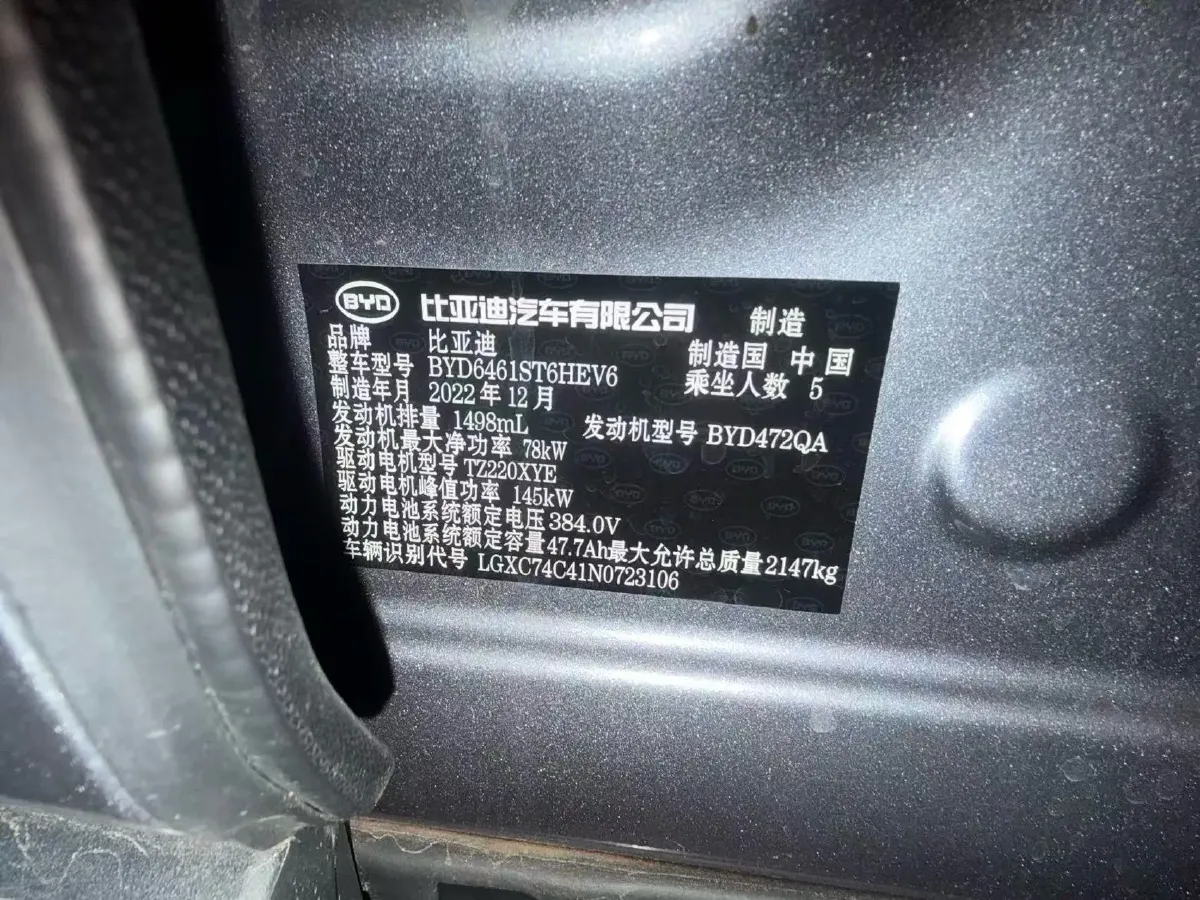 BYD 比亚迪汽车有限公司 制造
品牌 比亚迪 制造国 中国
整车型号 BYD6461ST6HEV6 乘坐人数 5
制造年月 2022年12月
发动机排量 1498mL 发动机型号 BYD472QA
发动机最大净功率 78kW
驱动电机型号 TZ220XYE
驱动电机峰值功率 145kW
动力电池系统额定电压 384.0V
动力电池系统额定容量 47.7Ah 最大允许总质量 2147kg
车辆识别代号 LGXC74C41N0723106